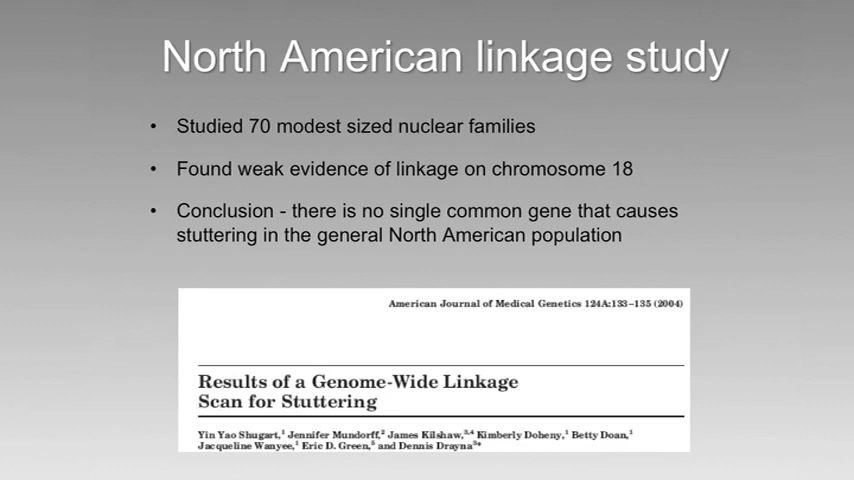 North American linkage study
• Studied 70 modest sized nuclear families
• Found weak evidence of linkage on chromosome 18
• Conclusion - there is no single common gene that causes
stuttering in the general North American population
American Journal of Medical Genetics 124A:133–135 (2004)
Results of a Genome-Wide Linkage
Scan for Stuttering
Yin Yao Shugart,¹ Jennifer Mundorff,² James Kilshaw,³,⁴ Kimberly Doheny,¹ Betty Doan,¹
Jacqueline Wanyee,¹ Eric D. Green,⁵ and Dennis Drayna³*